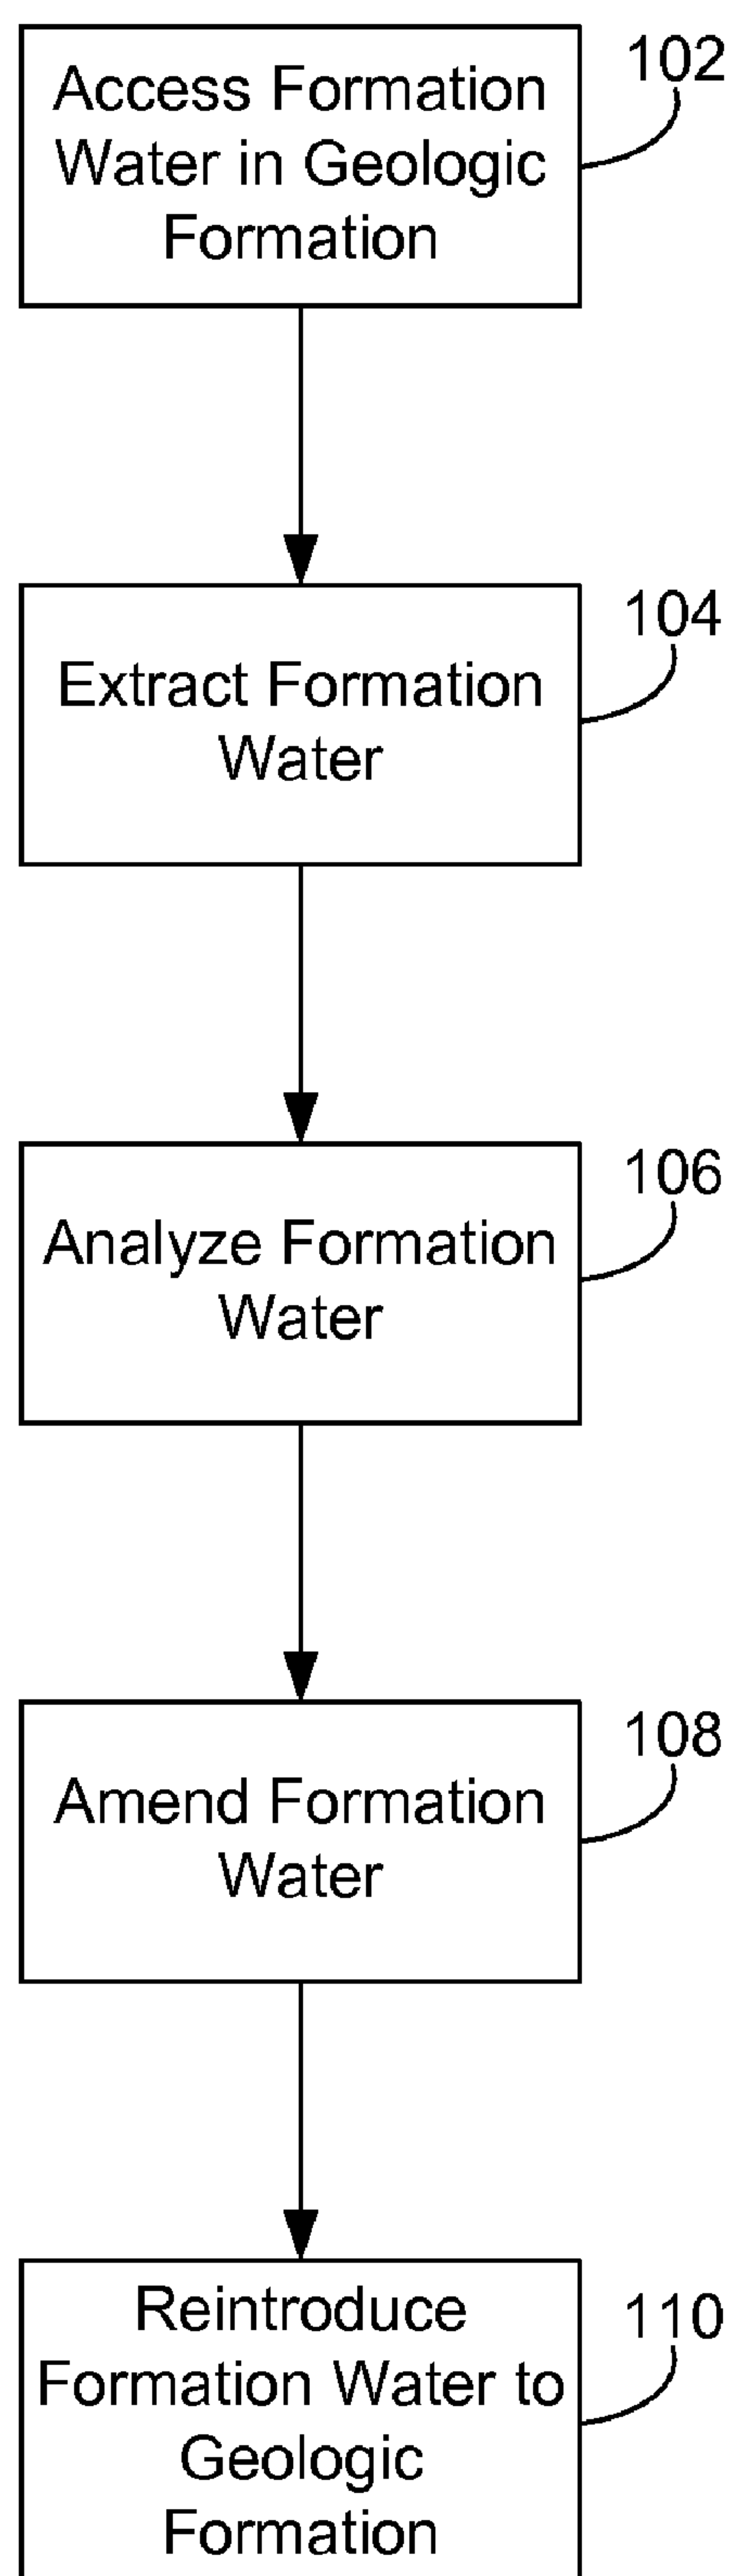 Access Formation
Water in Geologic
Formation
102
Extract Formation
Water
104
Analyze Formation
Water
106
Amend Formation
Water
108
Reintroduce
Formation Water to
Geologic
Formation
110